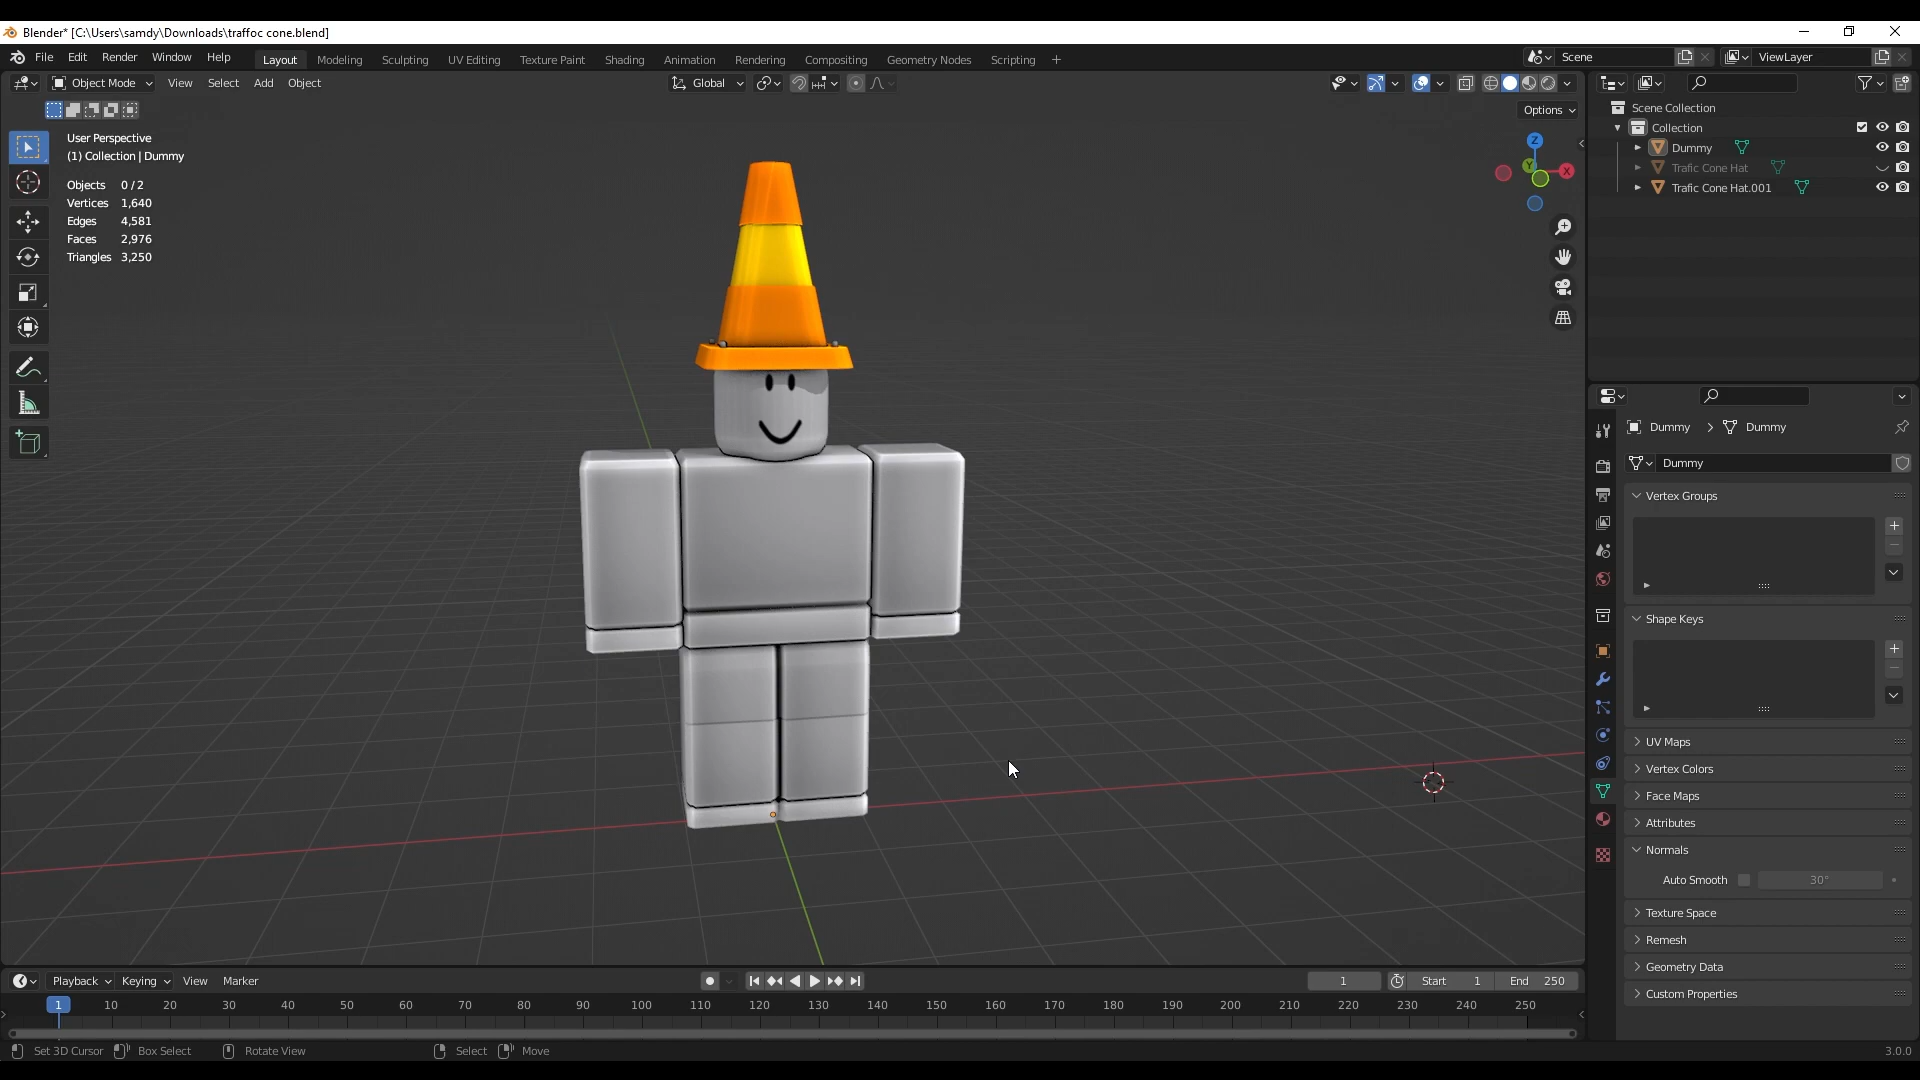 Blender* [C:\Users\samdy\Downloads\traffoc cone.blend]
File Edit Render Window Help
Layout Modeling Sculpting UV Editing Texture Paint Shading Animation Rendering Compositing Geometry Nodes Scripting +
Scene
ViewLayer
Object Mode View Select Add Object
Global
Options
User Perspective
(1) Collection | Dummy
Objects 0 / 2
Vertices 1,640
Edges 4,581
Faces 2,976
Triangles 3,250
Z
Y
X
Scene Collection
Collection
Dummy
Trafic Cone Hat
Trafic Cone Hat.001
Dummy > Dummy
Dummy
Vertex Groups
Shape Keys
UV Maps
Vertex Colors
Face Maps
Attributes
Normals
Auto Smooth 30°
Texture Space
Remesh
Geometry Data
Custom Properties
Playback Keying View Marker
1 Start 1 End 250
1 10 20 30 40 50 60 70 80 90 100 110 120 130 140 150 160 170 180 190 200 210 220 230 240 250
Set 3D Cursor Box Select Rotate View Select Move
3.0.0